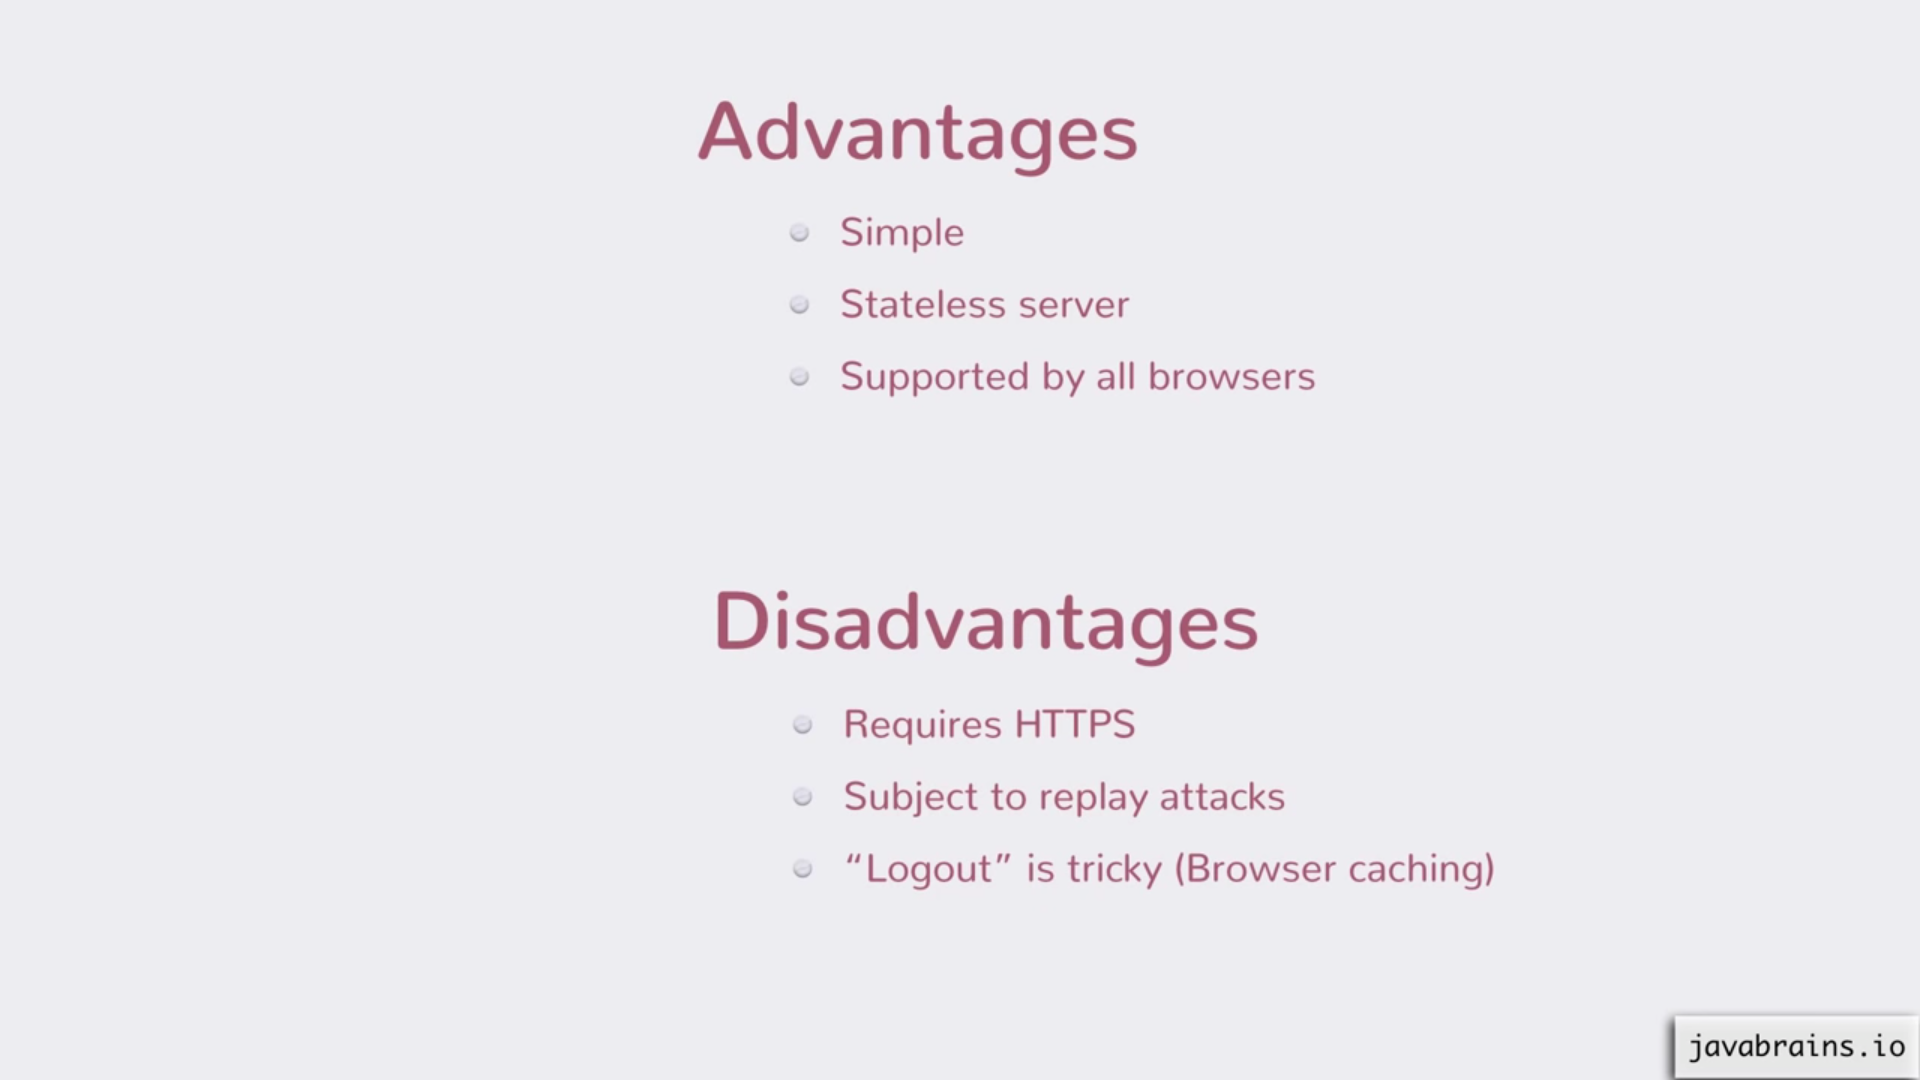 Advantages
Simple
Stateless server
Supported by all browsers
Disadvantages
Requires HTTPS
Subject to replay attacks
“Logout” is tricky (Browser caching)
javabrains.io